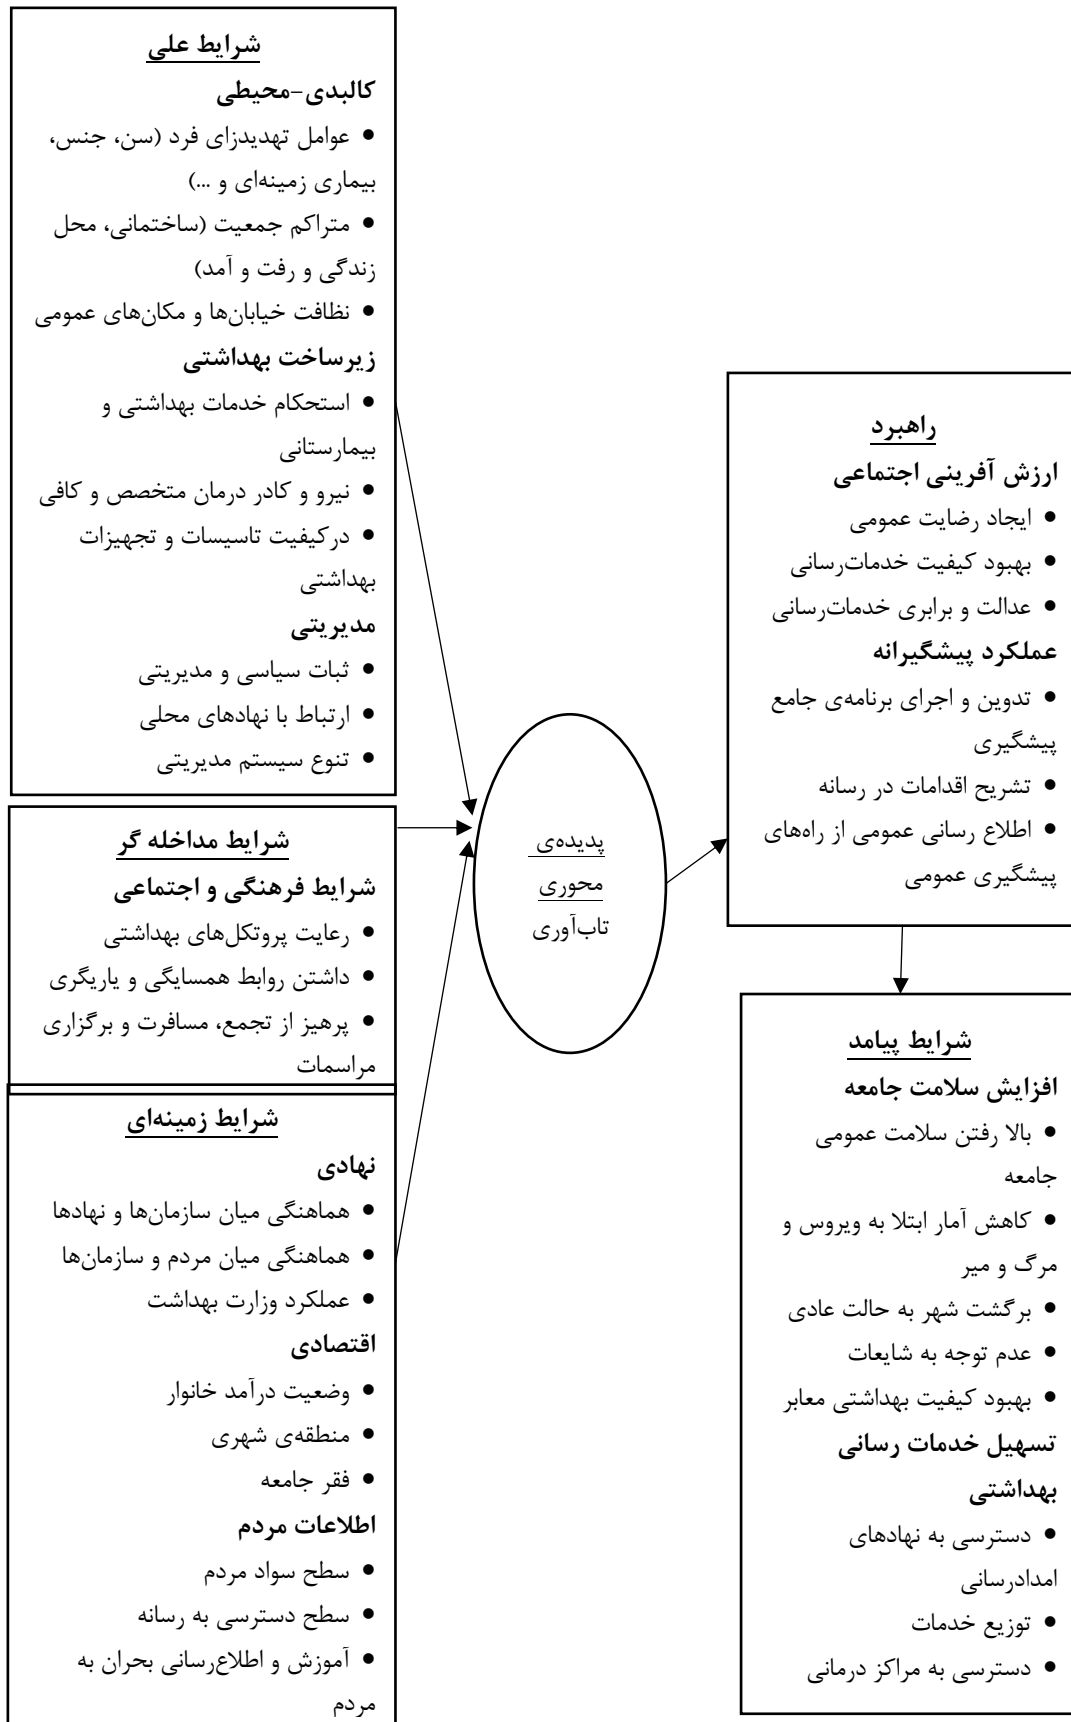 شرایط علی
کالبدی-محیطی
• عوامل تهدیدزای فرد (سن، جنس،
بیماری زمینه‌ای و ...)
• متراکم جمعیت (ساختمانی، محل
زندگی و رفت و آمد)
• نظافت خیابان‌ها و مکان‌های عمومی
زیرساخت بهداشتی
• استحکام خدمات بهداشتی و
بیمارستانی
• نیرو و کادر درمان متخصص و کافی
• درکیفیت تاسیسات و تجهیزات
بهداشتی
مدیریتی
• ثبات سیاسی و مدیریتی
• ارتباط با نهادهای محلی
• تنوع سیستم مدیریتی
شرایط مداخله گر
شرایط فرهنگی و اجتماعی
• رعایت پروتکل‌های بهداشتی
• داشتن روابط همسایگی و یاریگری
• پرهیز از تجمع، مسافرت و برگزاری
مراسمات
شرایط زمینه‌ای
نهادی
• هماهنگی میان سازمان‌ها و نهادها
• هماهنگی میان مردم و سازمان‌ها
• عملکرد وزارت بهداشت
اقتصادی
• وضعیت درآمد خانوار
• منطقه‌ی شهری
• فقر جامعه
اطلاعات مردم
• سطح سواد مردم
• سطح دسترسی به رسانه
• آموزش و اطلاع‌رسانی بحران به
مردم
پدیده‌ی
محوری
تاب‌آوری
راهبرد
ارزش آفرینی اجتماعی
• ایجاد رضایت عمومی
• بهبود کیفیت خدمات‌رسانی
• عدالت و برابری خدمات‌رسانی
عملکرد پیشگیرانه
• تدوین و اجرای برنامه‌ی جامع
پیشگیری
• تشریح اقدامات در رسانه
• اطلاع رسانی عمومی از راه‌های
پیشگیری عمومی
شرایط پیامد
افزایش سلامت جامعه
• بالا رفتن سلامت عمومی
جامعه
• کاهش آمار ابتلا به ویروس و
مرگ و میر
• برگشت شهر به حالت عادی
• عدم توجه به شایعات
• بهبود کیفیت بهداشتی معابر
تسهیل خدمات رسانی
بهداشتی
• دسترسی به نهادهای
امدادرسانی
• توزیع خدمات
• دسترسی به مراکز درمانی